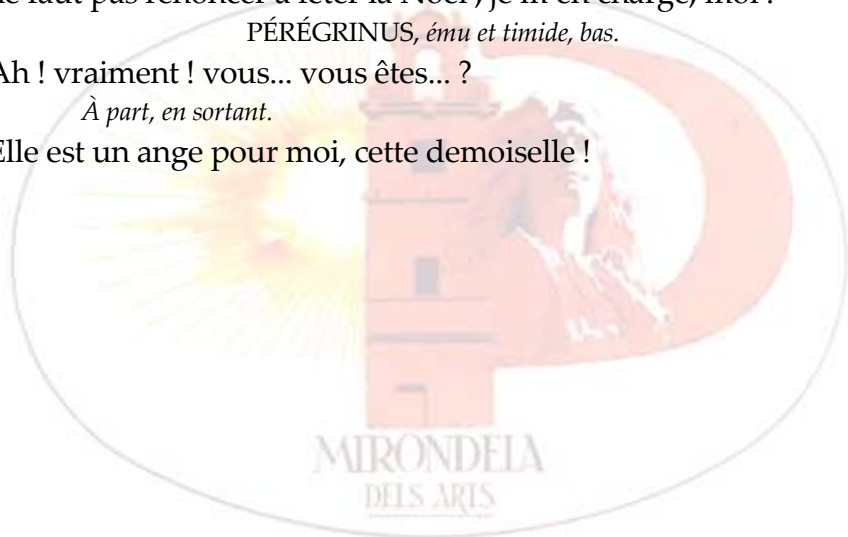 PÉRÉGRINUS, ému et timide, bas.
Ah ! vraiment ! vous... vous êtes... ?
À part, en sortant.
Elle est un ange pour moi, cette demoiselle !
MIRONDELA
DELS ARTS